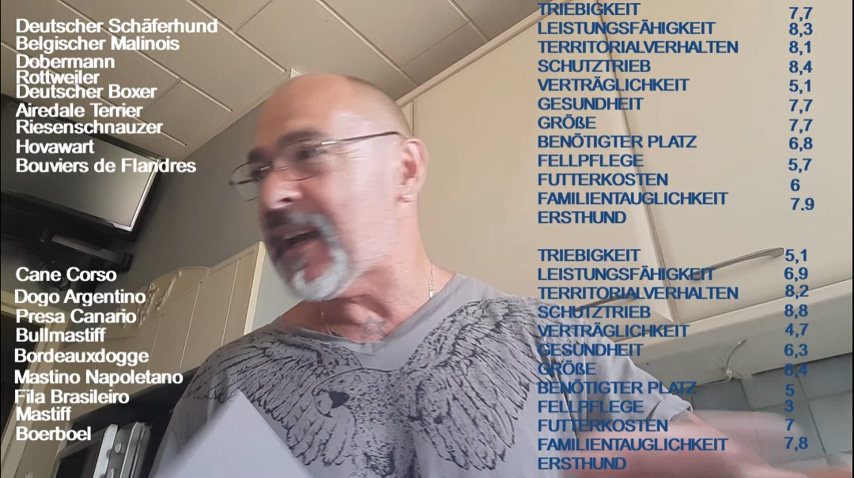 Deutscher Schäferhund
Belgischer Malinois
Dobermann
Rottweiler
Deutscher Boxer
Airedale Terrier
Riesenschnauzer
Hovawart
Bouviers de Flandres
TRIEBIGKEIT 7,7
LEISTUNGSFÄHIGKEIT 8,3
TERRITORIALVERHALTEN 8,1
SCHUTZTRIEB 8,4
VERTRÄGLICHKEIT 5,1
GESUNDHEIT 7,7
GRÖßE 7,7
BENÖTIGTER PLATZ 6,8
FELLPFLEGE 5,7
FUTTERKOSTEN 6
FAMILIENTAUGLICHKEIT 7,9
ERSTHUND
Cane Corso
Dogo Argentino
Presa Canario
Bullmastiff
Bordeauxdogge
Mastino Napoletano
Fila Brasileiro
Mastiff
Boerboel
TRIEBIGKEIT 5,1
LEISTUNGSFÄHIGKEIT 6,9
TERRITORIALVERHALTEN 8,2
SCHUTZTRIEB 8,8
VERTRÄGLICHKEIT 4,7
GESUNDHEIT 6,3
GRÖßE 8,4
BENÖTIGTER PLATZ 5
FELLPFLEGE 3
FUTTERKOSTEN 7
FAMILIENTAUGLICHKEIT 7,8
ERSTHUND